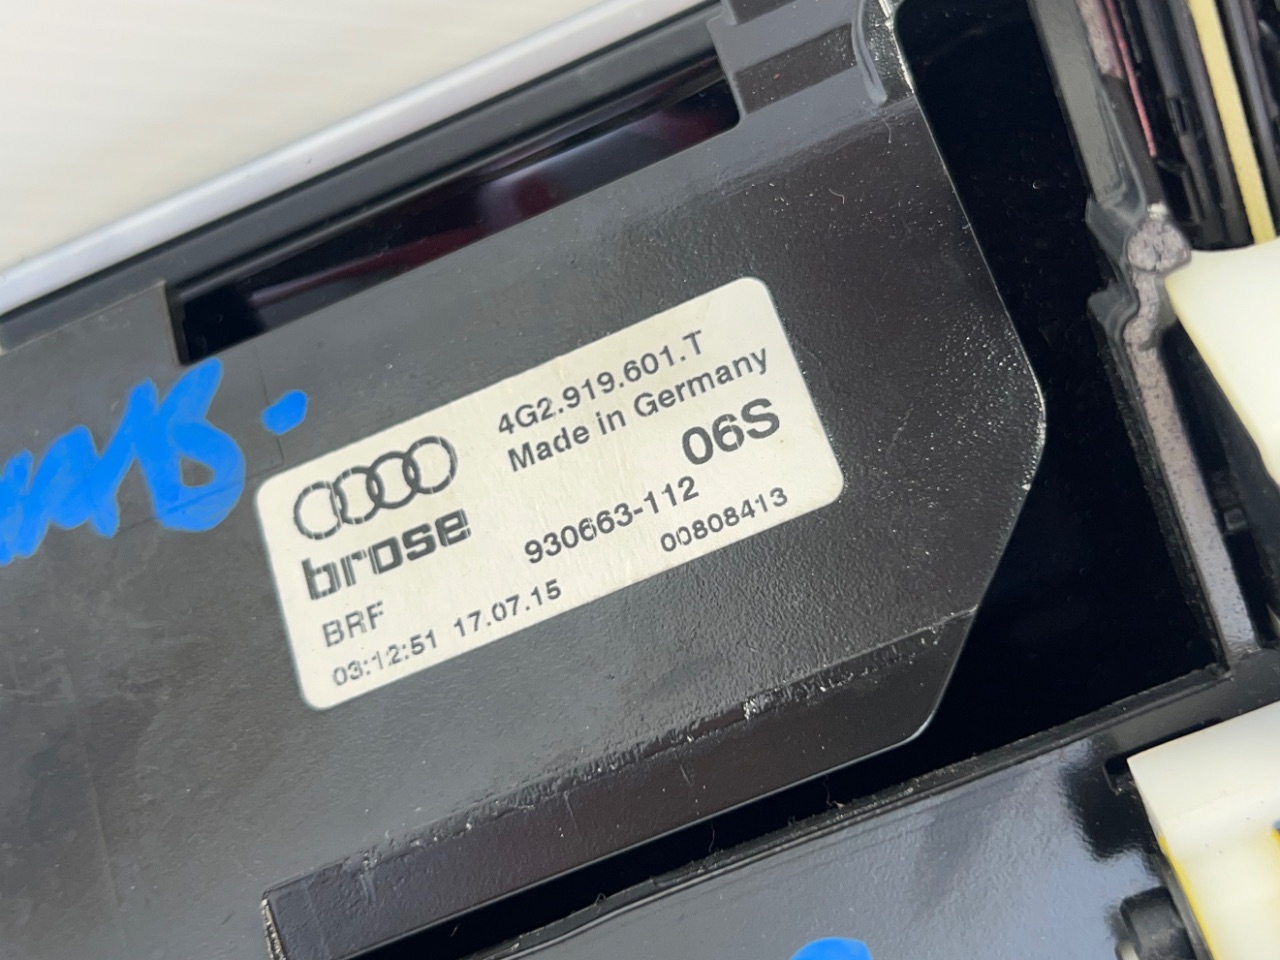 4G2.919.601.T
Made in Germany
06S
brose
930663-112
00808413
BRF
03:12:51 17.07.15